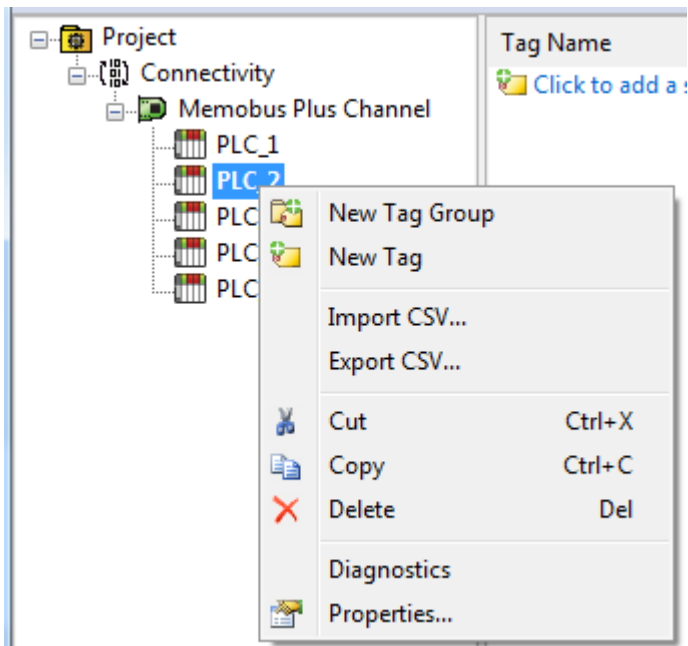 Project
Connectivity
Memobus Plus Channel
PLC_1
PLC_2
PLC
PLC
PLC
Tag Name
Click to add a s
New Tag Group
New Tag
Import CSV...
Export CSV...
Cut Ctrl+X
Copy Ctrl+C
Delete Del
Diagnostics
Properties...